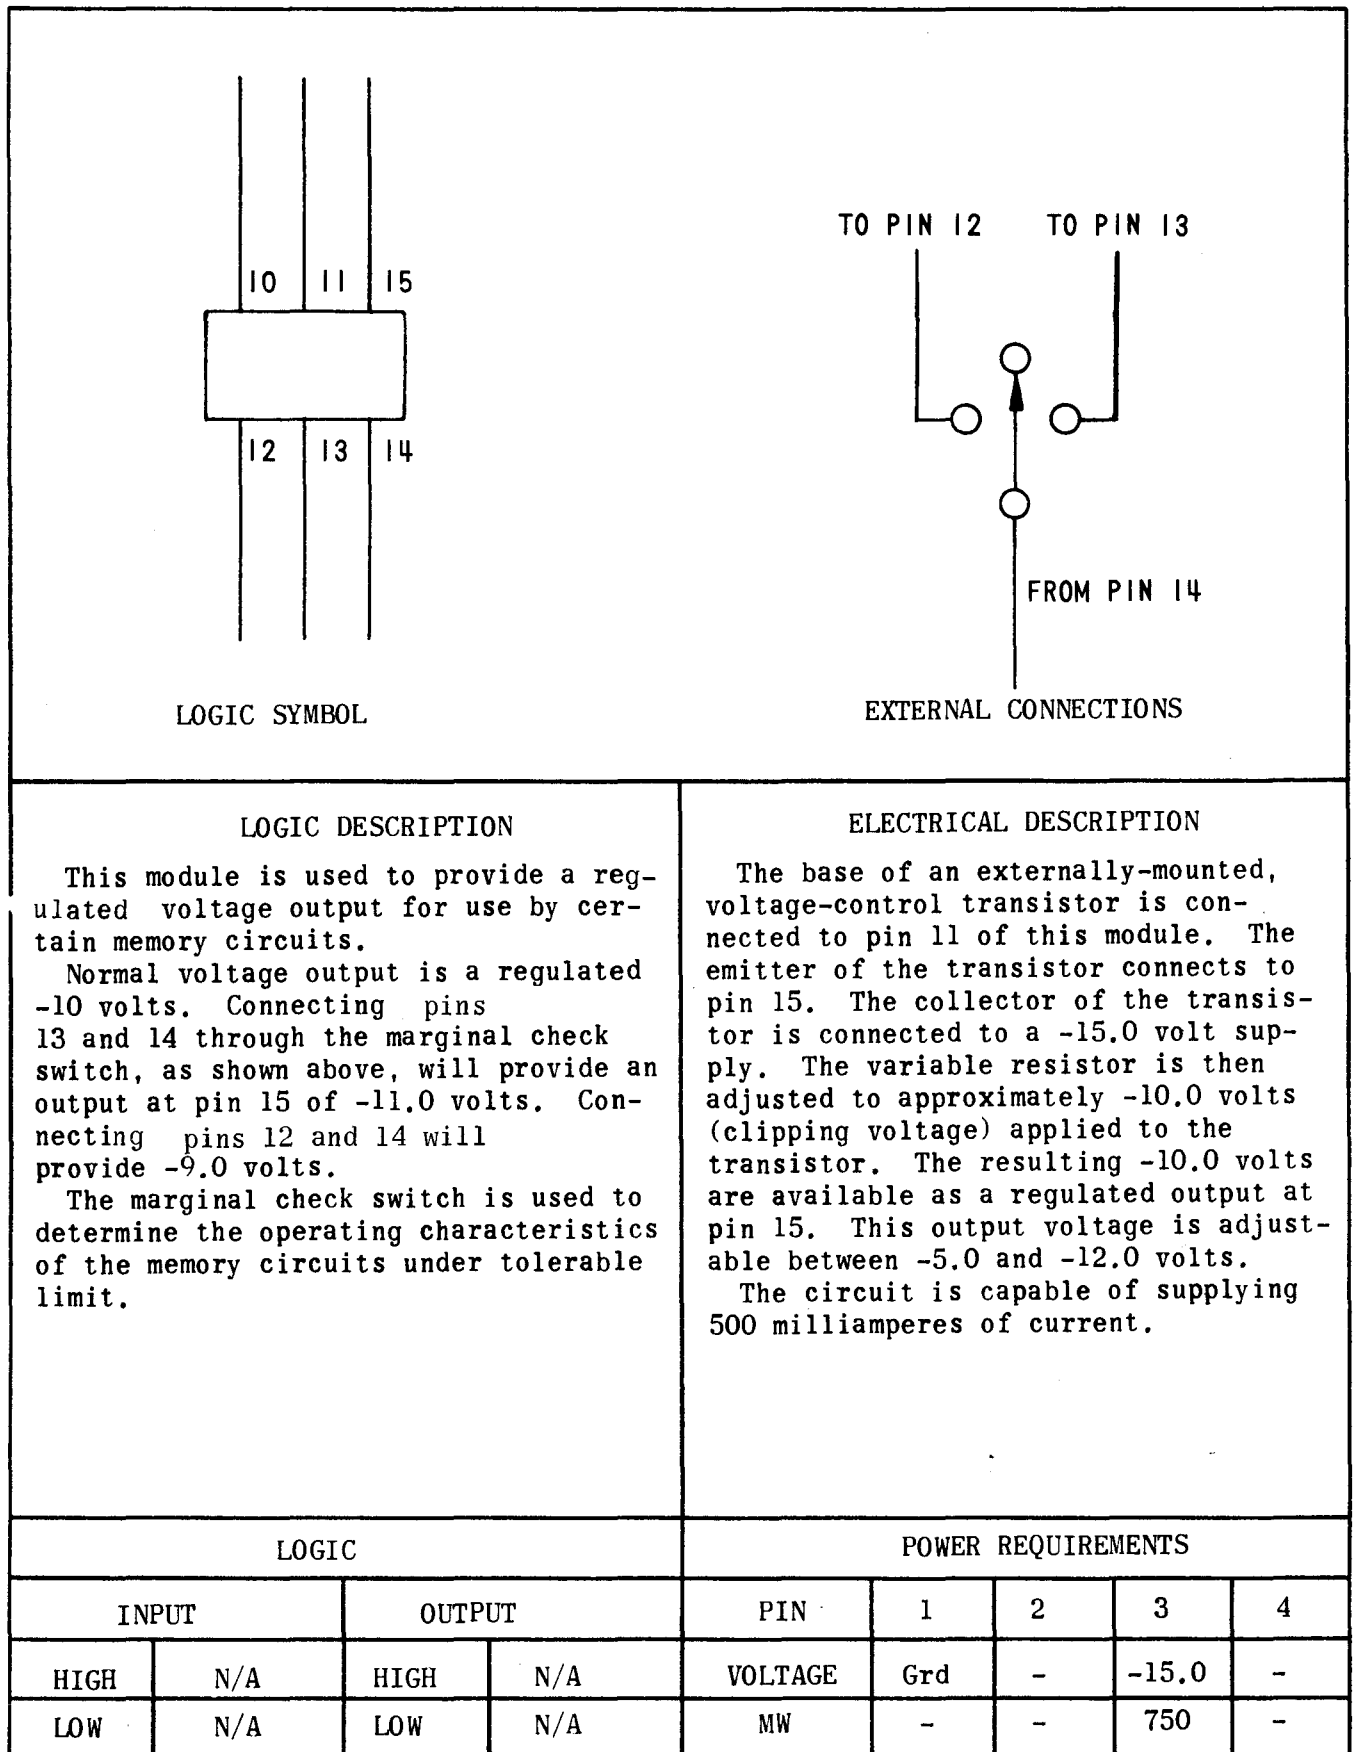 TO PIN 12 TO PIN 13
10 11 15
12 13 14
FROM PIN 14
LOGIC SYMBOL
EXTERNAL CONNECTIONS
LOGIC DESCRIPTION
This module is used to provide a reg-
ulated voltage output for use by cer-
tain memory circuits.
Normal voltage output is a regulated
-10 volts. Connecting pins
13 and 14 through the marginal check
switch, as shown above, will provide an
output at pin 15 of -11.0 volts. Con-
necting pins 12 and 14 will
provide -9.0 volts.
The marginal check switch is used to
determine the operating characteristics
of the memory circuits under tolerable
limit.
ELECTRICAL DESCRIPTION
The base of an externally-mounted,
voltage-control transistor is con-
nected to pin 11 of this module. The
emitter of the transistor connects to
pin 15. The collector of the transis-
tor is connected to a -15.0 volt sup-
ply. The variable resistor is then
adjusted to approximately -10.0 volts
(clipping voltage) applied to the
transistor. The resulting -10.0 volts
are available as a regulated output at
pin 15. This output voltage is adjust-
able between -5.0 and -12.0 volts.
The circuit is capable of supplying
500 milliamperes of current.
LOGIC
INPUT OUTPUT
HIGH N/A HIGH N/A
LOW N/A LOW N/A
POWER REQUIREMENTS
PIN 1 2 3 4
VOLTAGE Grd - -15.0 -
MW - - 750 -